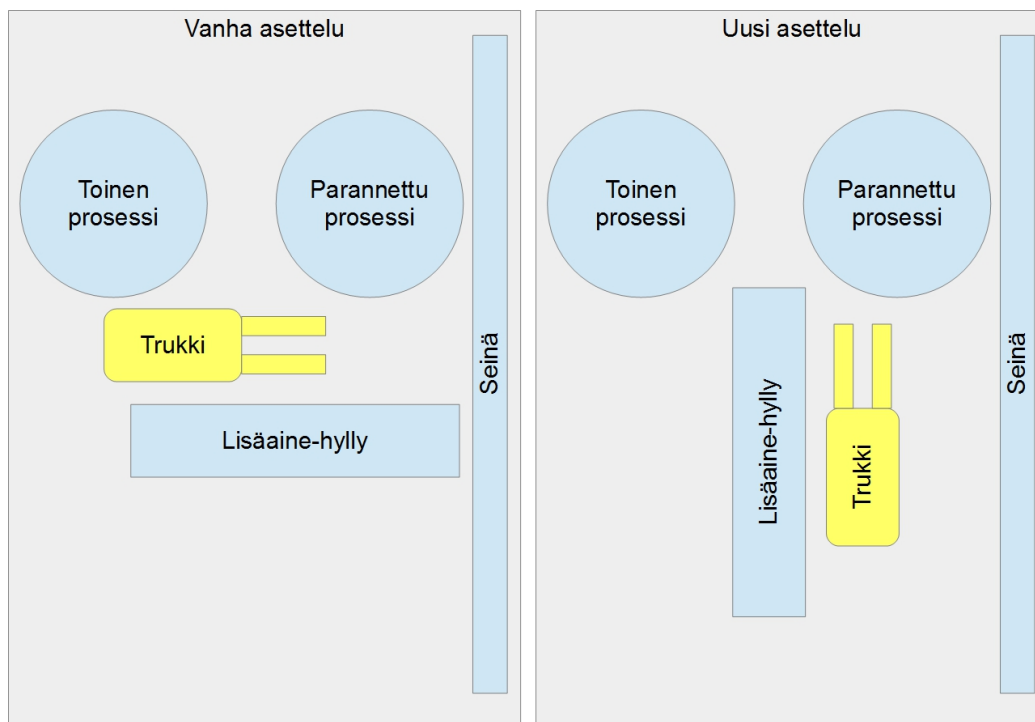 Vanha asettelu
Toinen
prosessi
Parannettu
prosessi
Trukki
Lisäaine-hylly
Seinä
Uusi asettelu
Toinen
prosessi
Parannettu
prosessi
Lisäaine-hylly
Trukki
Seinä